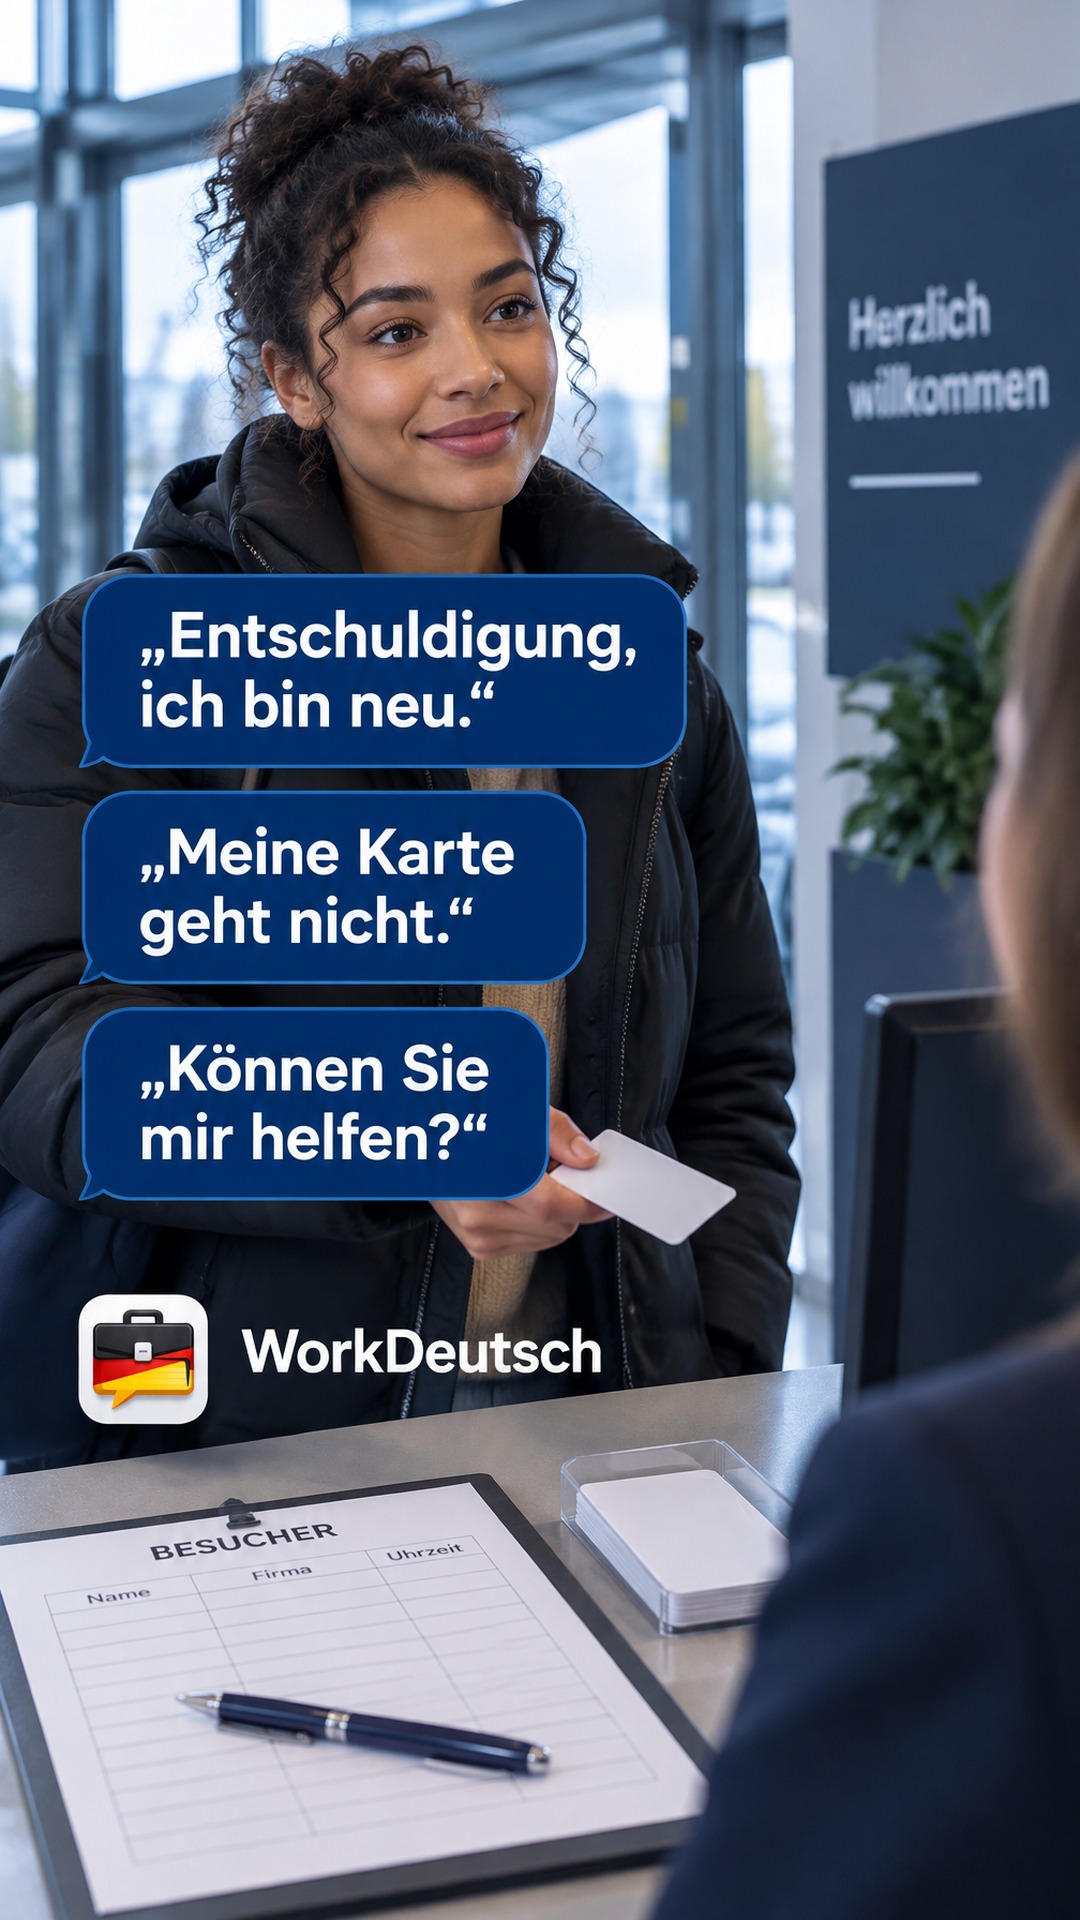 Herzlich
willkommen
„Entschuldigung,
ich bin neu.“
„Meine Karte
geht nicht.“
„Können Sie
mir helfen?“
WorkDeutsch
BESUCHER
Name
Firma
Uhrzeit